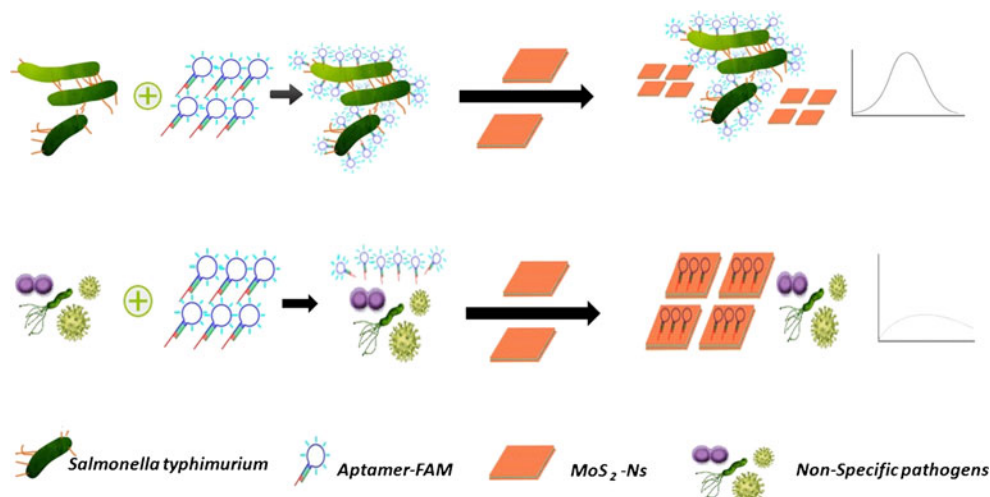 Salmonella typhimurium
Aptamer-FAM
MoS₂-Ns
Non-Specific pathogens